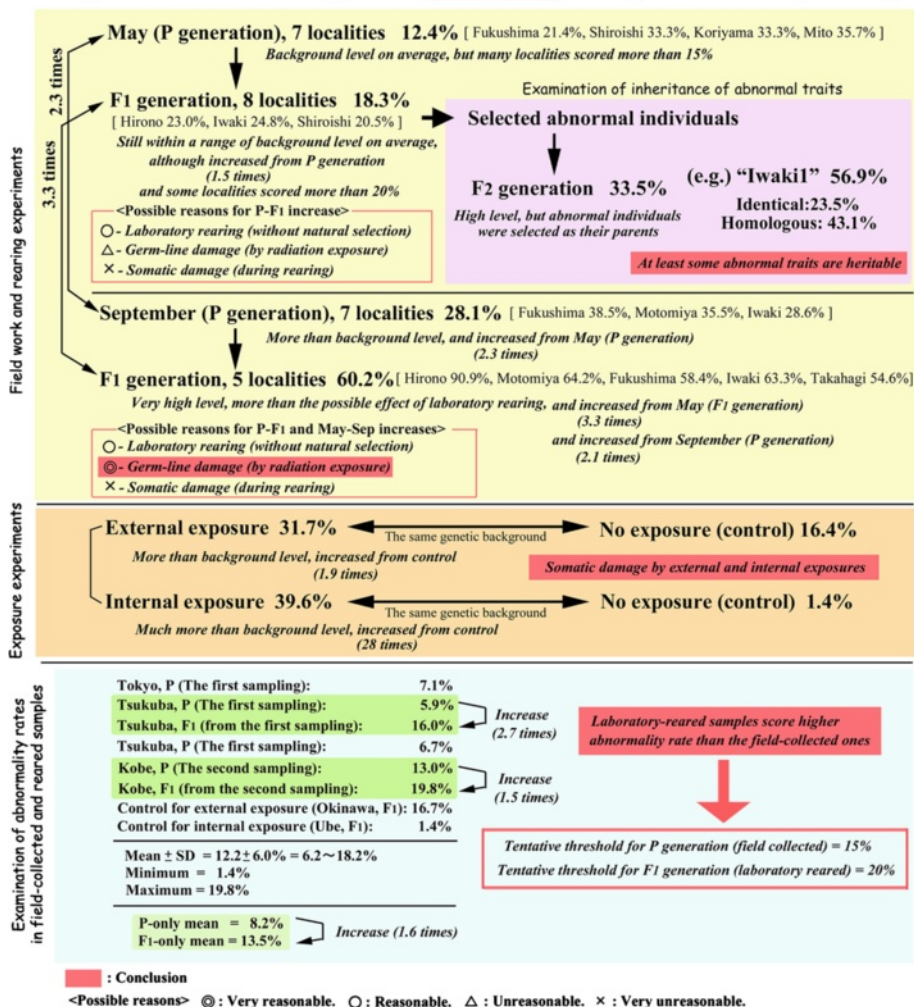 May (P generation), 7 localities 12.4% [ Fukushima 21.4%, Shiroishi 33.3%, Koriyama 33.3%, Mito 35.7% ]
Background level on average, but many localities scored more than 15%
2.3 times
3.3 times
Field work and rearing experiments
F1 generation, 8 localities 18.3%
[ Hirono 23.0%, Iwaki 24.8%, Shiroishi 20.5% ]
Still within a range of background level on average,
although increased from P generation
(1.5 times)
and some localities scored more than 20%
<Possible reasons for P-F1 increase>
○ - Laboratory rearing (without natural selection)
△ - Germ-line damage (by radiation exposure)
× - Somatic damage (during rearing)
Examination of inheritance of abnormal traits
Selected abnormal individuals
F2 generation 33.5%
High level, but abnormal individuals
were selected as their parents
(e.g.) “Iwaki1” 56.9%
Identical:23.5%
Homologous: 43.1%
At least some abnormal traits are heritable
September (P generation), 7 localities 28.1% [ Fukushima 38.5%, Motomiya 35.5%, Iwaki 28.6% ]
More than background level, and increased from May (P generation)
(2.3 times)
F1 generation, 5 localities 60.2% [ Hirono 90.9%, Motomiya 64.2%, Fukushima 58.4%, Iwaki 63.3%, Takahagi 54.6%]
Very high level, more than the possible effect of laboratory rearing, and increased from May (F1 generation)
(3.3 times)
and increased from September (P generation)
(2.1 times)
<Possible reasons for P-F1 and May-Sep increases>
○ - Laboratory rearing (without natural selection)
◎ - Germ-line damage (by radiation exposure)
× - Somatic damage (during rearing)
Exposure experiments
External exposure 31.7% The same genetic background No exposure (control) 16.4%
More than background level, increased from control
(1.9 times)
Somatic damage by external and internal exposures
Internal exposure 39.6% The same genetic background No exposure (control) 1.4%
Much more than background level, increased from control
(28 times)
Examination of abnormality rates
in field-collected and reared samples
Tokyo, P (The first sampling): 7.1%
Tsukuba, P (The first sampling): 5.9%
Tsukuba, F1 (from the first sampling): 16.0%
Increase
(2.7 times)
Tsukuba, P (The first sampling): 6.7%
Kobe, P (The second sampling): 13.0%
Kobe, F1 (from the second sampling): 19.8%
Increase
(1.5 times)
Control for external exposure (Okinawa, F1): 16.7%
Control for internal exposure (Ube, F1): 1.4%
Mean ± SD = 12.2±6.0% = 6.2～18.2%
Minimum = 1.4%
Maximum = 19.8%
P-only mean = 8.2%
F1-only mean = 13.5%
Increase (1.6 times)
Laboratory-reared samples score higher
abnormality rate than the field-collected ones
Tentative threshold for P generation (field collected) = 15%
Tentative threshold for F1 generation (laboratory reared) = 20%
: Conclusion
<Possible reasons> ◎ : Very reasonable. ○ : Reasonable. △ : Unreasonable. × : Very unreasonable.